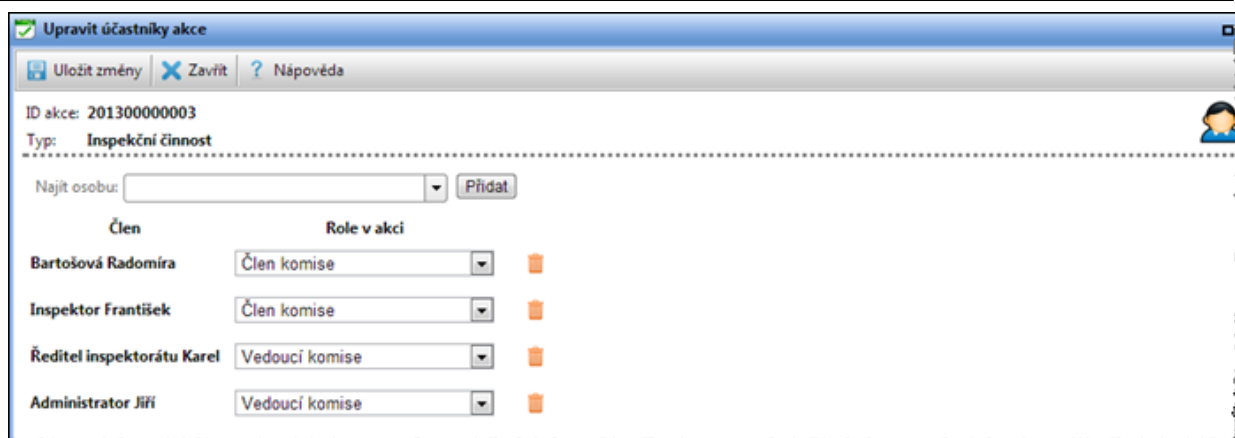 Upravit účastníky akce
Uložit změny Zavřít ? Nápověda
ID akce: 201300000003
Typ: Inspekční činnost
Najít osobu: Přidat
Člen Role v akci
Bartošová Radomíra Člen komise
Inspektor František Člen komise
Ředitel inspektorátu Karel Vedoucí komise
Administrator Jiří Vedoucí komise